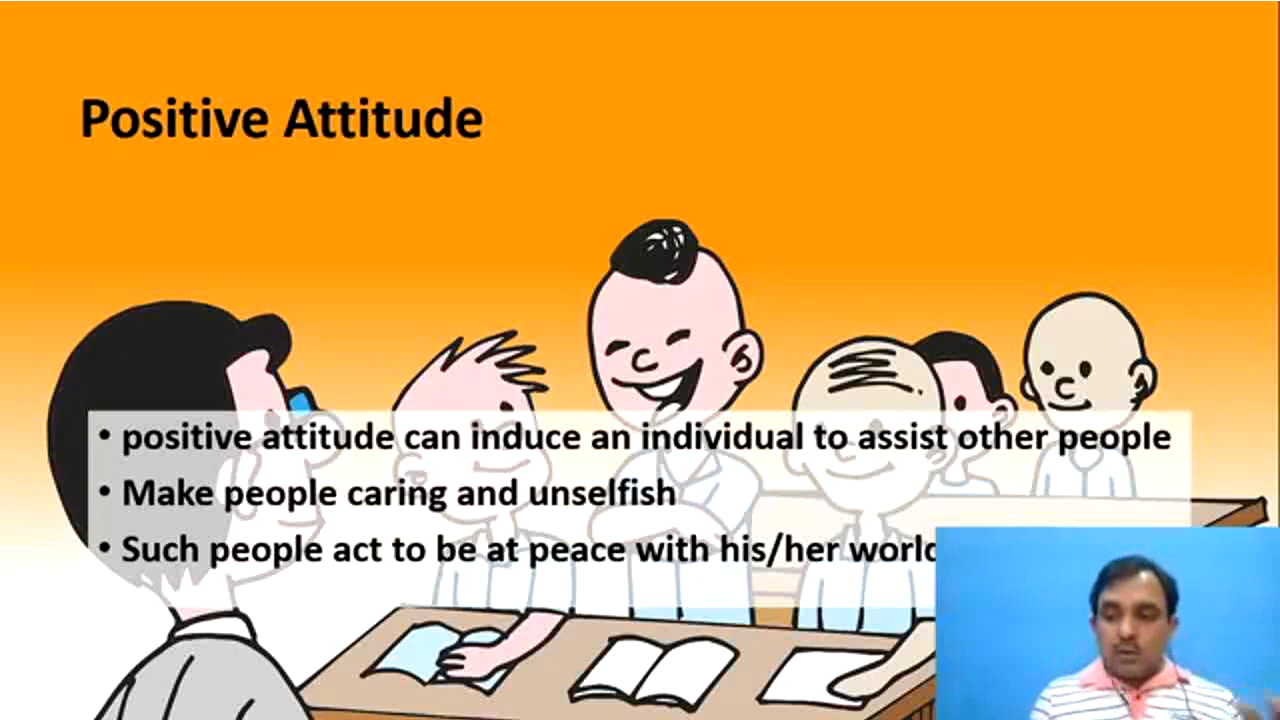 Positive Attitude
• positive attitude can induce an individual to assist other people
• Make people caring and unselfish
• Such people act to be at peace with his/her world